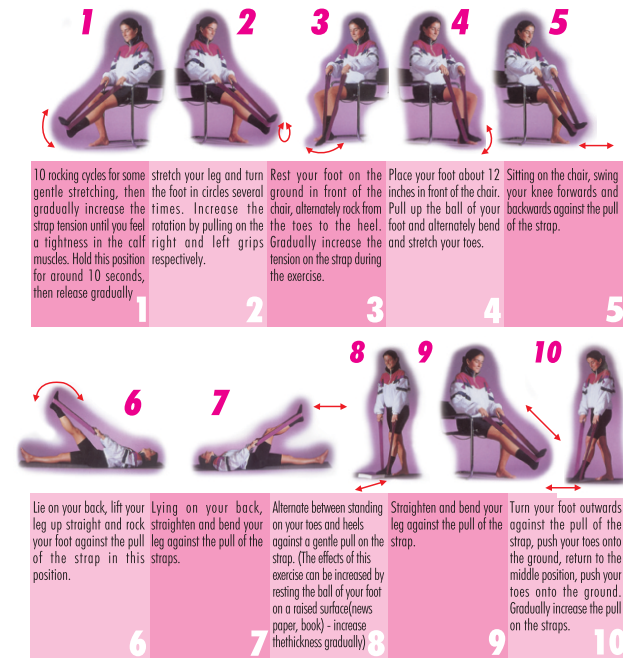 1 2 3 4 5
10 rocking cycles for some
gentle stretching, then
gradually increase the
strap tension until you feel
a tightness in the calf
muscles. Hold this position
for around 10 seconds,
then release gradually
1
stretch your leg and turn
the foot in circles several
times. Increase the
rotation by pulling on the
right and left grips
respectively.
2
Rest your foot on the
ground in front of the
chair, alternately rock from
the toes to the heel.
Gradually increase the
tension on the strap during
the exercise.
3
Place your foot about 12
inches in front of the chair.
Pull up the ball of your
foot and alternately bend
and stretch your toes.
4
Sitting on the chair, swing
your knee forwards and
backwards against the pull
of the strap.
5
6 7 8 9 10
Lie on your back, lift your
leg up straight and rock
your foot against the pull
of the strap in this
position.
6
Lying on your back,
straighten and bend your
leg against the pull of the
straps.
7
Alternate between standing
on your toes and heels
against a gentle pull on the
strap. (The effects of this
exercise can be increased by
resting the ball of your foot
on a raised surface(news
paper, book) - increase
thethickness gradually)
8
Straighten and bend your
leg against the pull of the
strap.
9
Turn your foot outwards
against the pull of the
strap, push your toes onto
the ground, return to the
middle position, push your
toes onto the ground.
Gradually increase the pull
on the straps.
10